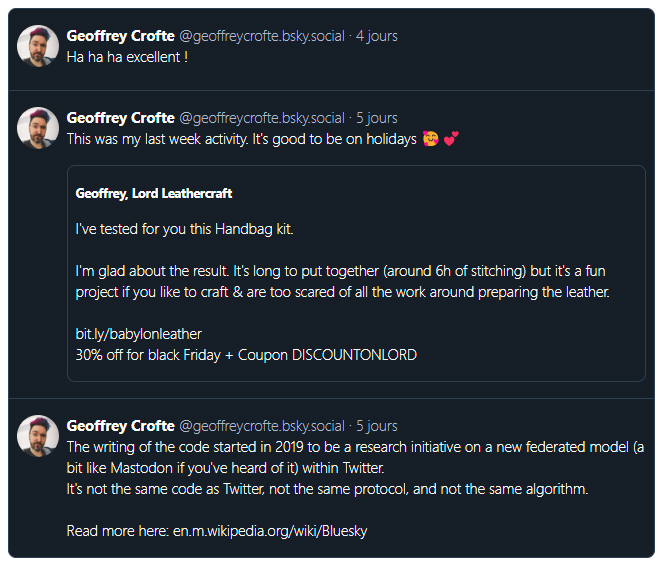 Geoffrey Crofte @geoffreycrofte.bsky.social · 4 jours
Ha ha ha excellent !
Geoffrey Crofte @geoffreycrofte.bsky.social · 5 jours
This was my last week activity. It's good to be on holidays 🥰 💕
Geoffrey, Lord Leathercraft
I've tested for you this Handbag kit.
I'm glad about the result. It's long to put together (around 6h of stitching) but it's a fun
project if you like to craft & are too scared of all the work around preparing the leather.
bit.ly/babylonleather
30% off for black Friday + Coupon DISCOUNTONLORD
Geoffrey Crofte @geoffreycrofte.bsky.social · 5 jours
The writing of the code started in 2019 to be a research initiative on a new federated model (a
bit like Mastodon if you've heard of it) within Twitter.
It's not the same code as Twitter, not the same protocol, and not the same algorithm.
Read more here: en.m.wikipedia.org/wiki/Bluesky